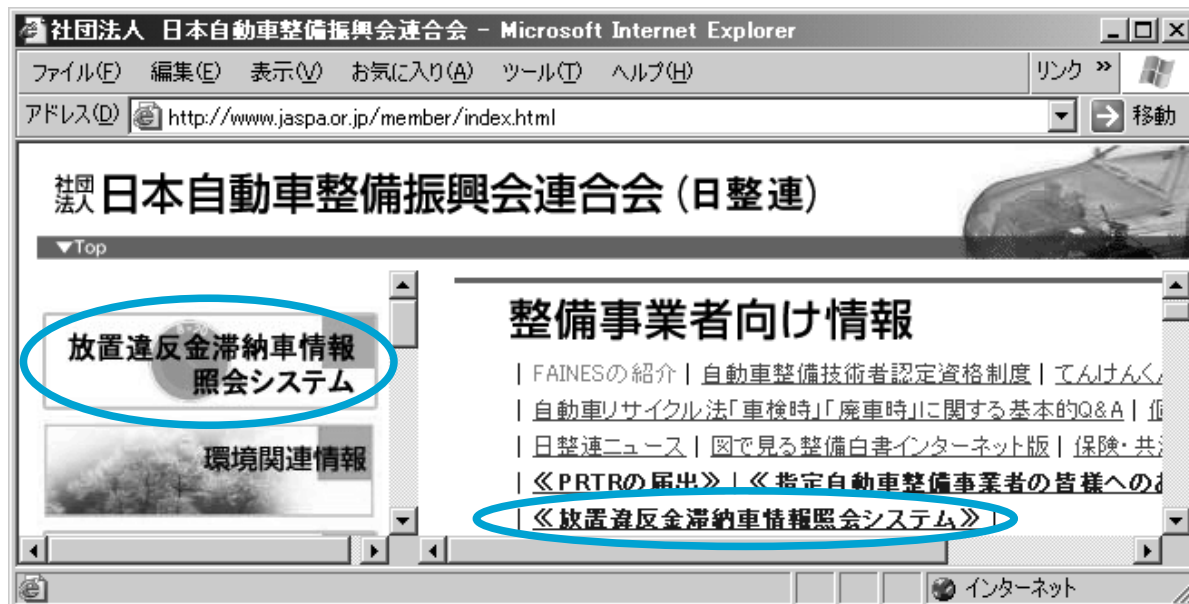 社団法人 日本自動車整備振興会連合会 - Microsoft Internet Explorer
ファイル(F) 編集(E) 表示(V) お気に入り(A) ツール(T) ヘルプ(H) リンク »
アドレス(D) http://www.jaspa.or.jp/member/index.html 移動
社団法人 日本自動車整備振興会連合会 (日整連)
▼Top
放置違反金滞納車情報
照会システム
環境関連情報
整備事業者向け情報
| FAINESの紹介 | 自動車整備技術者認定資格制度 | てんけんくん
| 自動車リサイクル法「車検時」「廃車時」に関する基本的Q&A |
| 日整連ニュース | 図で見る整備白書インターネット版 | 保険・共
| ≪PRTRの届出≫ | ≪指定自動車整備事業者の皆様への
| ≪放置違反金滞納車情報照会システム≫ |
インターネット